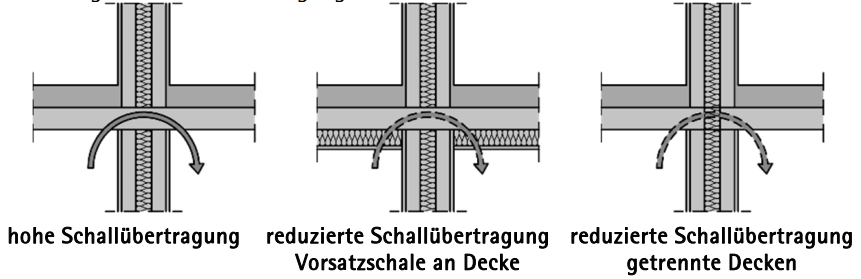 hohe Schallübertragung
reduzierte Schallübertragung
Vorsatzschale an Decke
reduzierte Schallübertragung
getrennte Decken